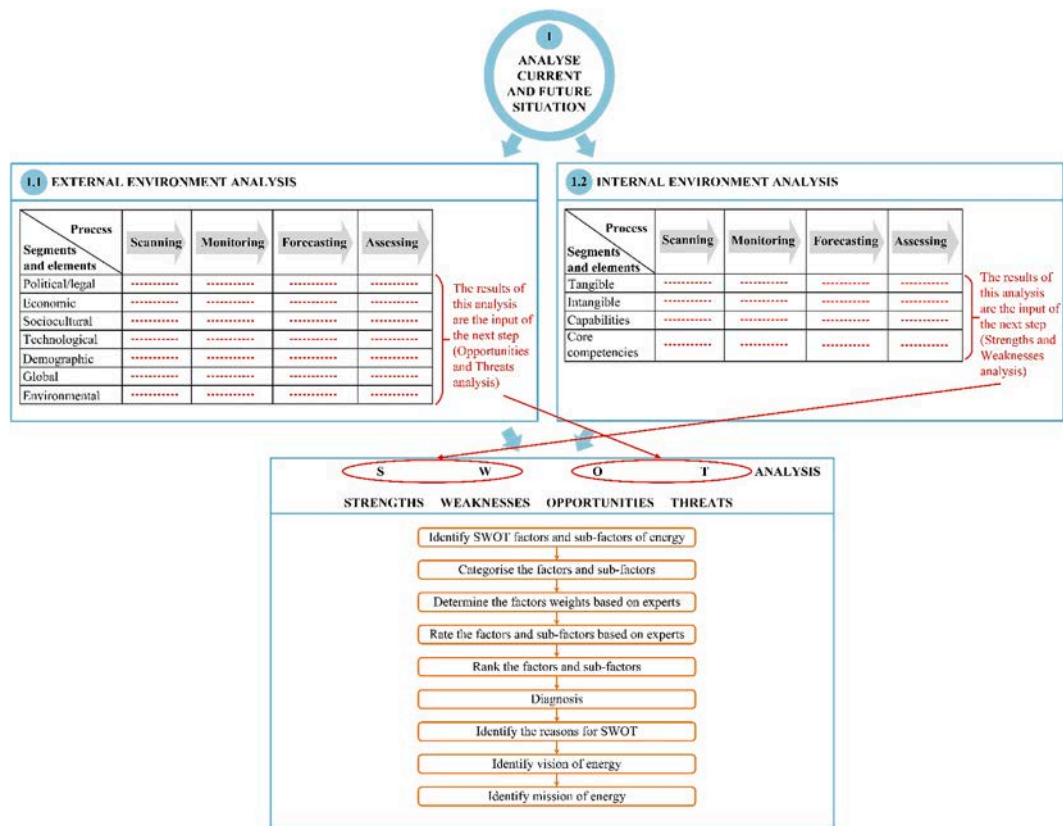 1
ANALYSE
CURRENT
AND FUTURE
SITUATION
1.1 EXTERNAL ENVIRONMENT ANALYSIS
Process
Segments
and elements
Scanning Monitoring Forecasting Assessing
Political/legal
Economic
Sociocultural
Technological
Demographic
Global
Environmental
The results of
this analysis
are the input of
the next step
(Opportunities
and Threats
analysis)
1.2 INTERNAL ENVIRONMENT ANALYSIS
Process
Segments
and elements
Scanning Monitoring Forecasting Assessing
Tangible
Intangible
Capabilities
Core
competencies
The results of
this analysis
are the input of
the next step
(Strengths and
Weaknesses
analysis)
S W O T ANALYSIS
STRENGTHS WEAKNESSES OPPORTUNITIES THREATS
Identify SWOT factors and sub-factors of energy
Categorise the factors and sub-factors
Determine the factors weights based on experts
Rate the factors and sub-factors based on experts
Rank the factors and sub-factors
Diagnosis
Identify the reasons for SWOT
Identify vision of energy
Identify mission of energy